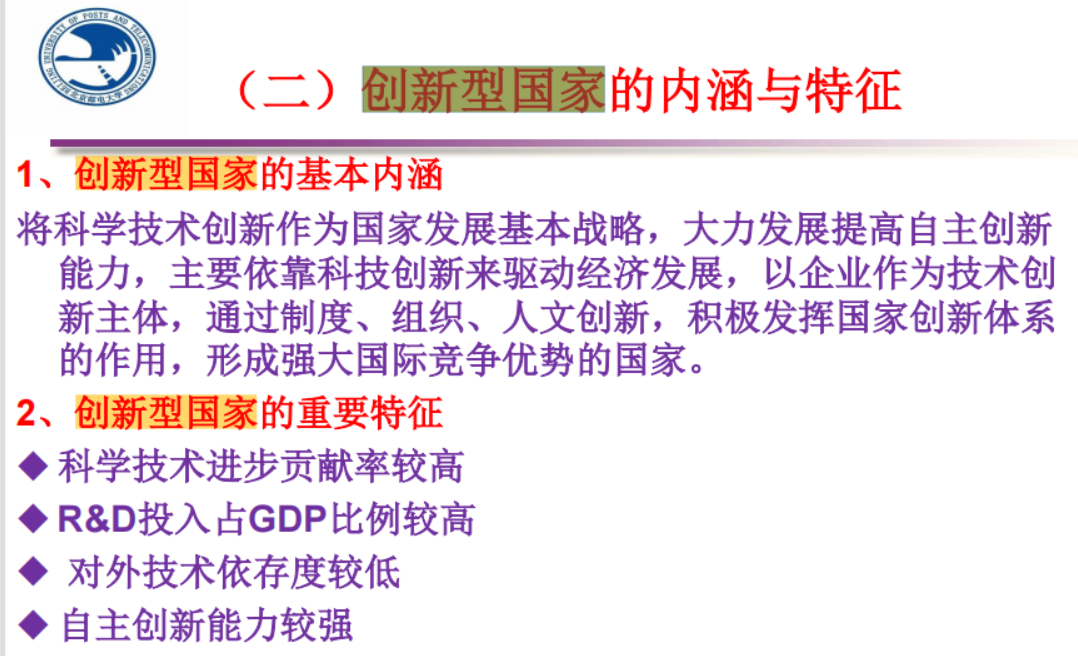 UNIVERSITY OF POSTS AND TELECOMMUNICATIONS
北京邮电大学
（二）创新型国家的内涵与特征
1、创新型国家的基本内涵
将科学技术创新作为国家发展基本战略，大力发展提高自主创新
能力，主要依靠科技创新来驱动经济发展，以企业作为技术创
新主体，通过制度、组织、人文创新，积极发挥国家创新体系
的作用，形成强大国际竞争优势的国家。
2、创新型国家的重要特征
◆ 科学技术进步贡献率较高
◆ R&D投入占GDP比例较高
◆ 对外技术依存度较低
◆ 自主创新能力较强